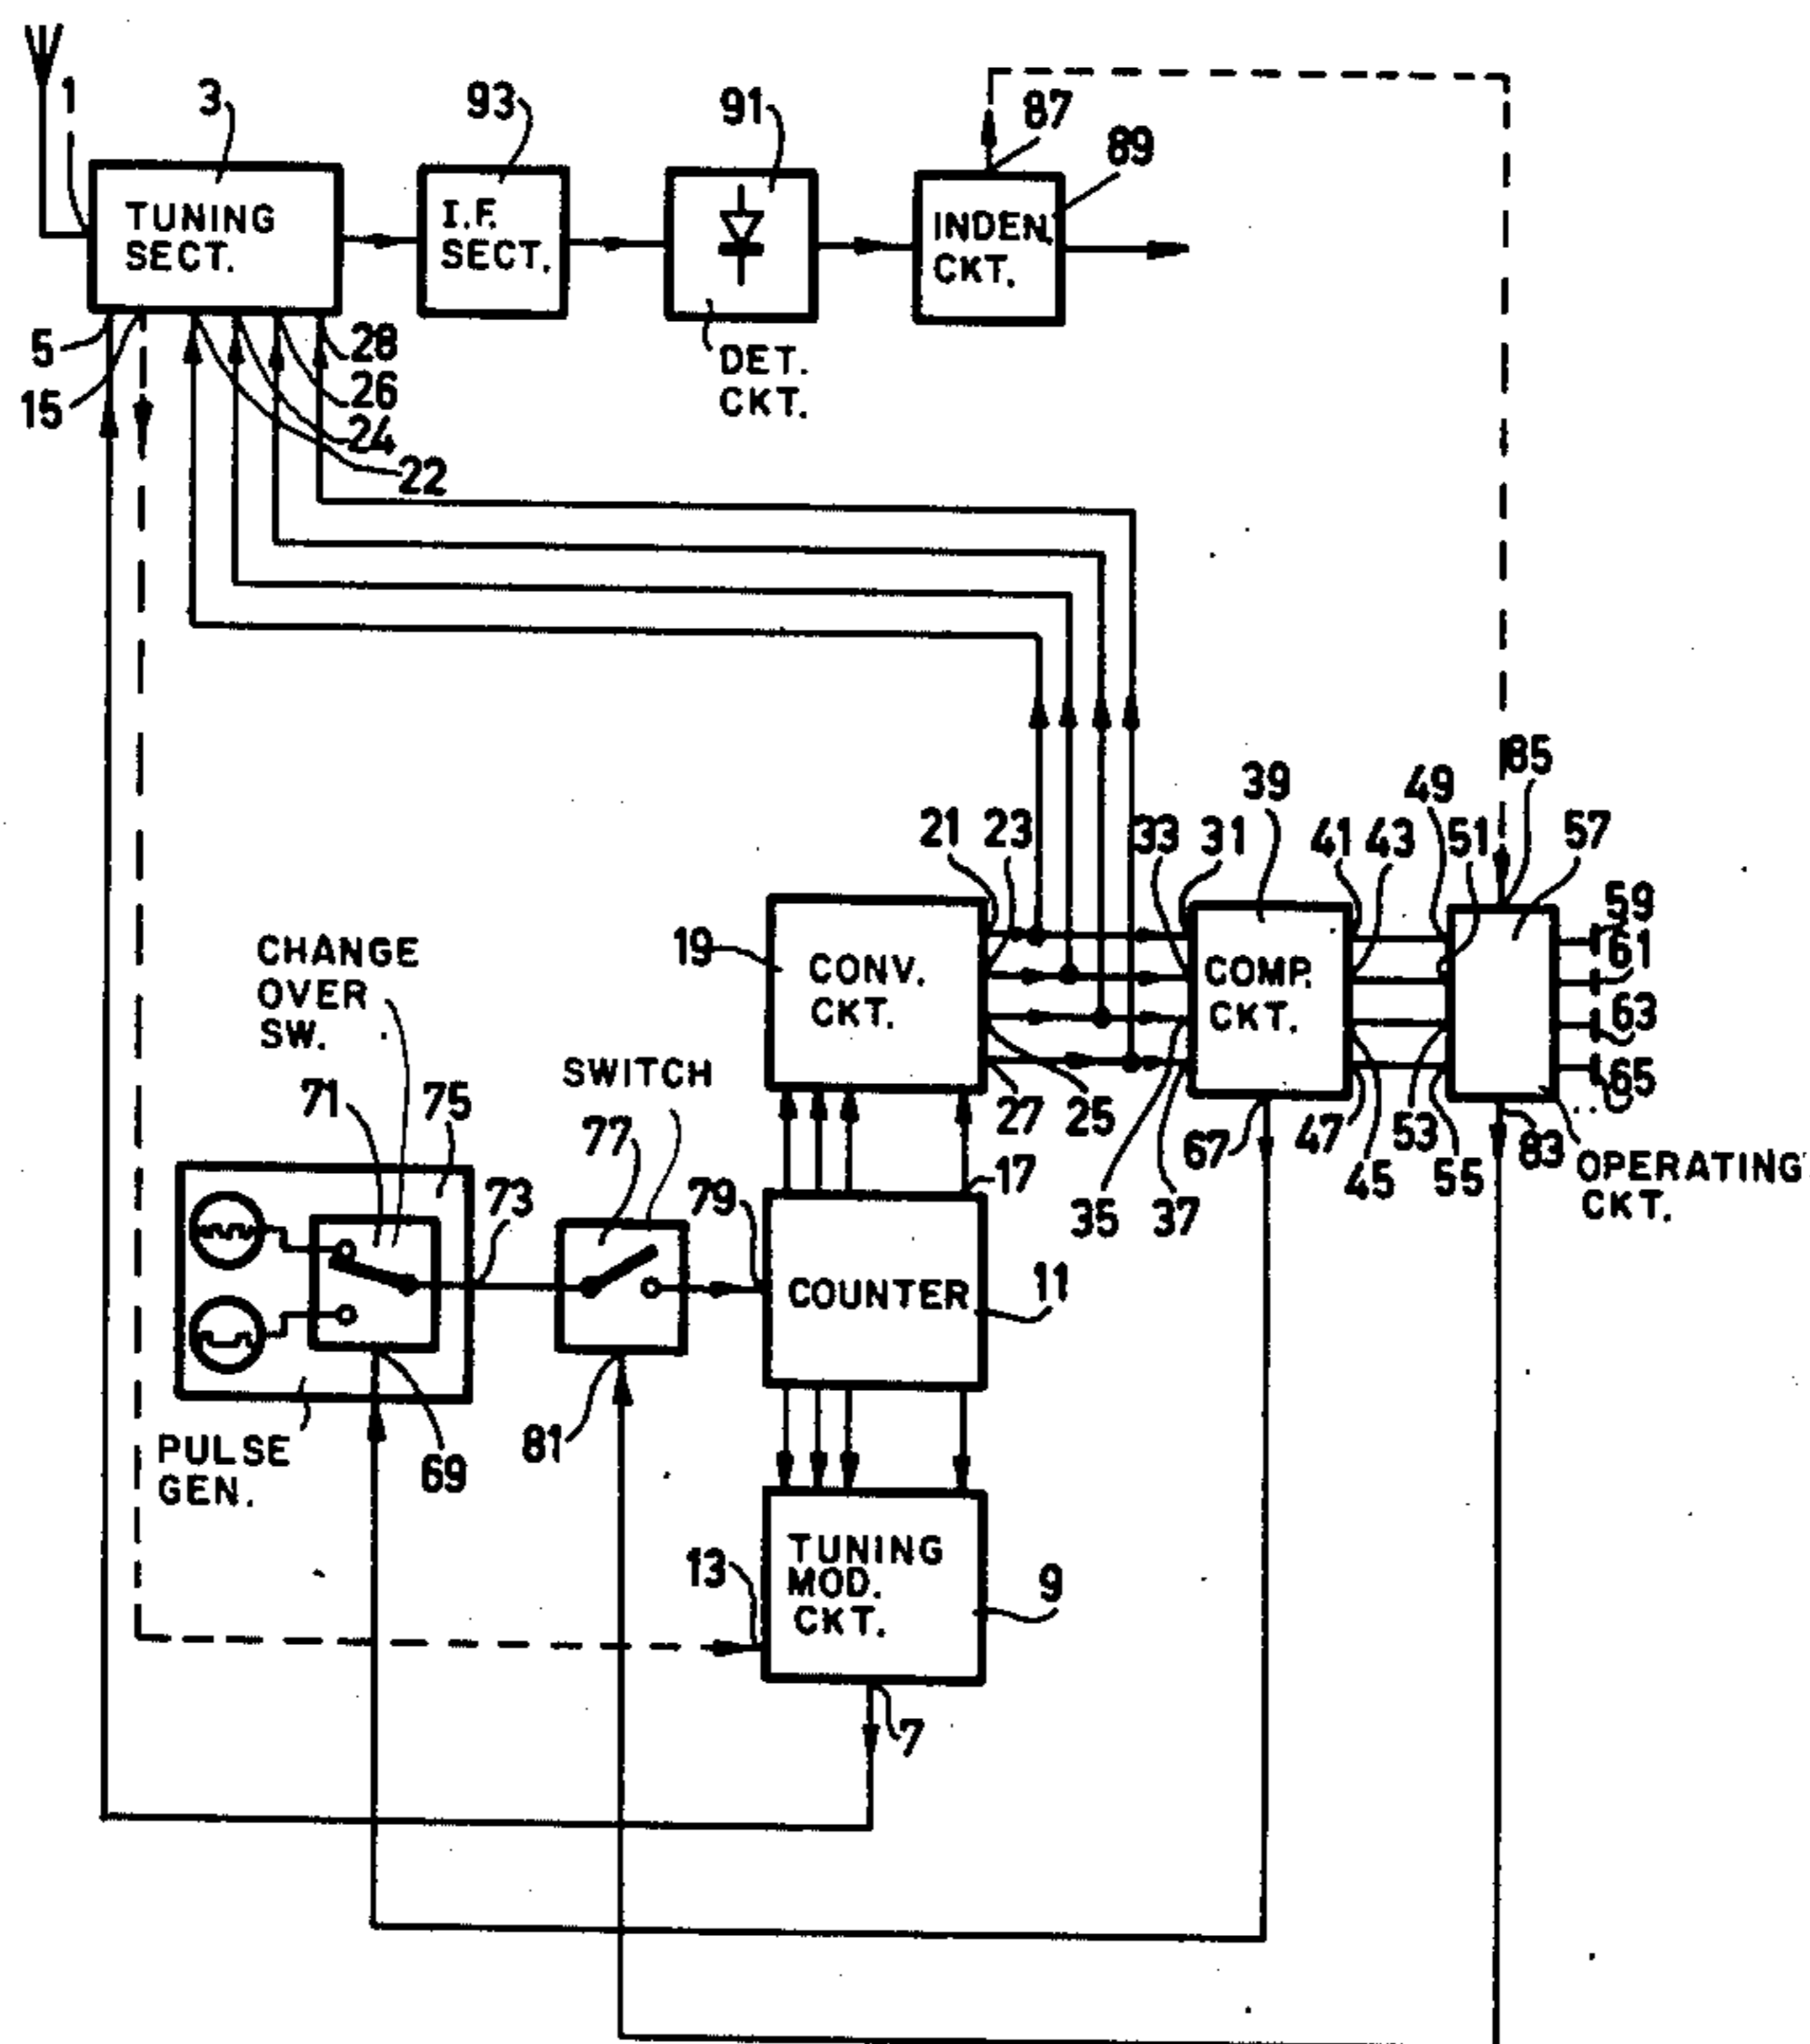 1
3
93
91
87
89
TUNING
SECT.
I.F.
SECT.
INDEN.
CKT.
5
15
28
26
24
22
DET.
CKT.
85
39
49
21
23
33
31
41
43
51
57
59
61
63
65
19
CONV.
CKT.
COMP.
CKT.
CHANGE
OVER
SW.
SWITCH
71
75
77
73
79
27
25
17
35
37
67
47
45
53
55
83
OPERATING
CKT.
COUNTER
11
PULSE
GEN.
69
81
13
TUNING
MOD.
CKT.
9
7